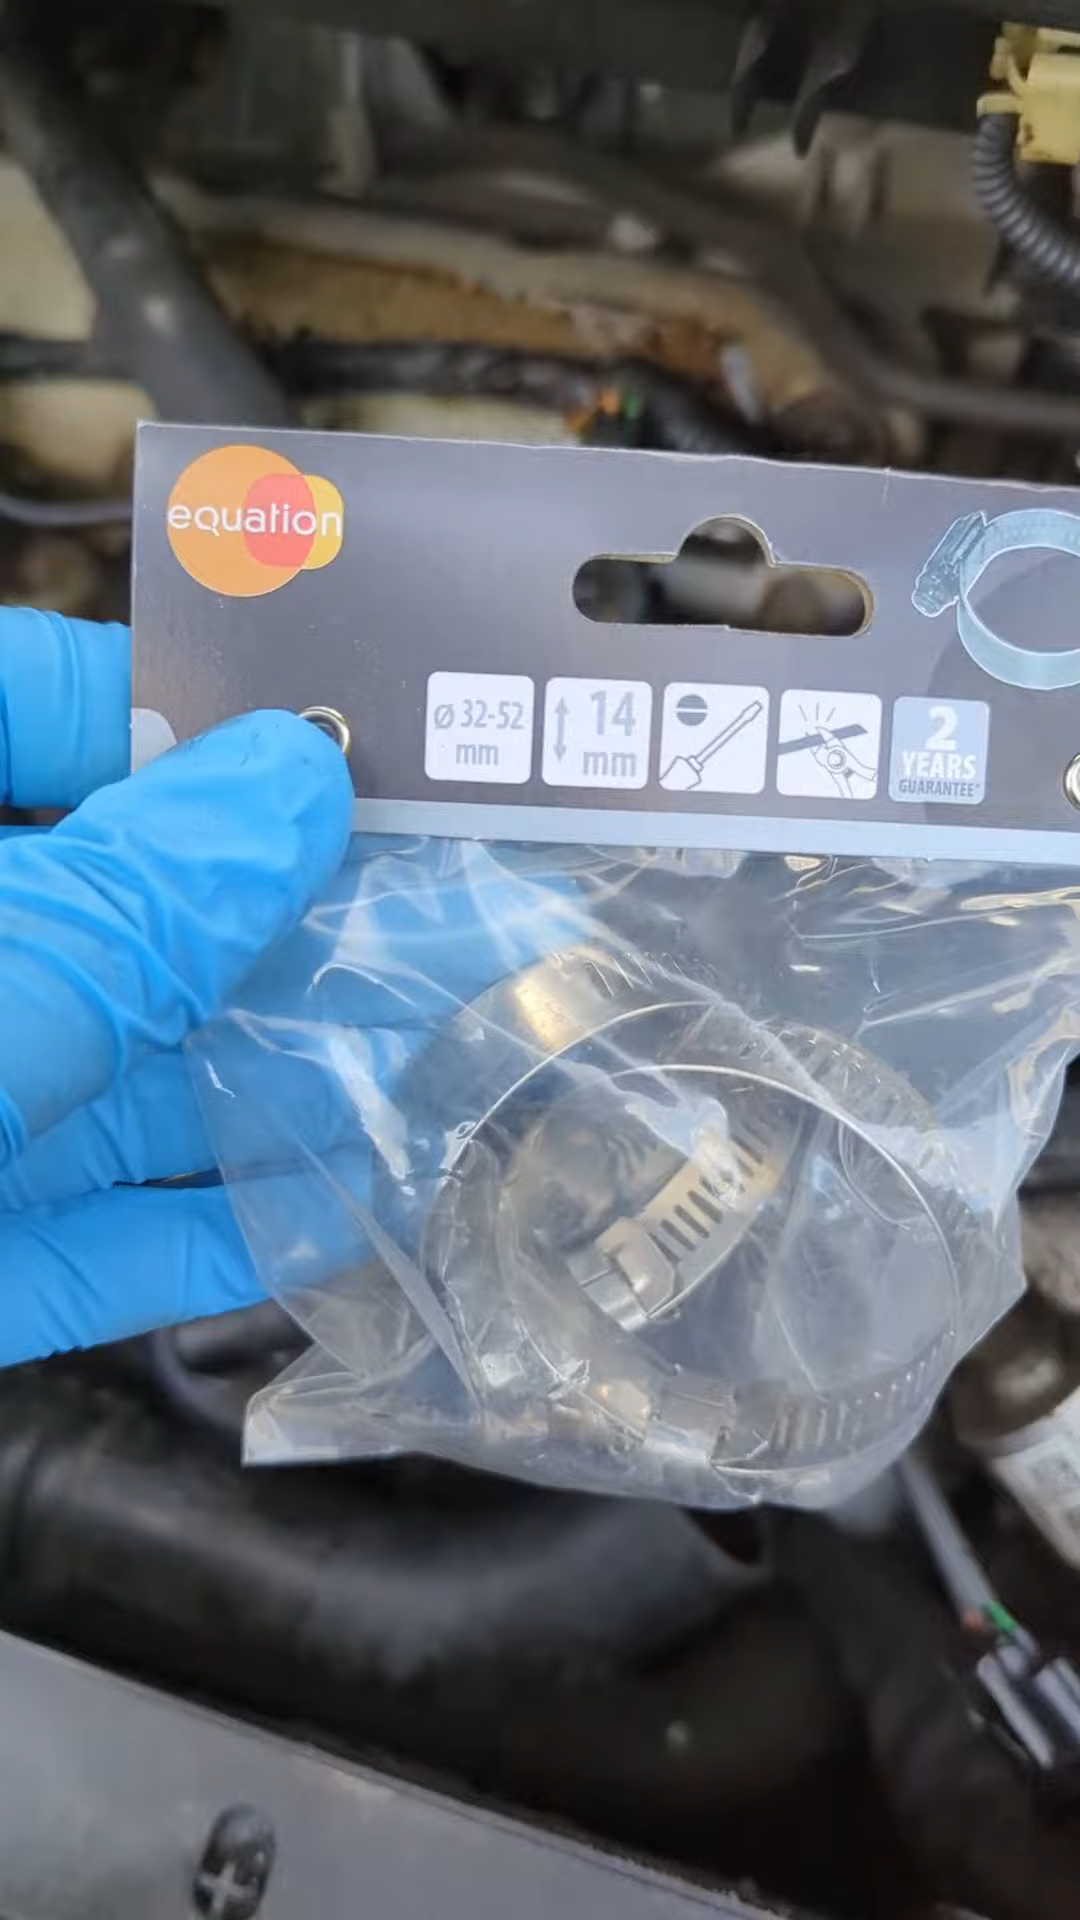 equation
Ø 32-52
mm
14
mm
2
YEARS
GUARANTEE*